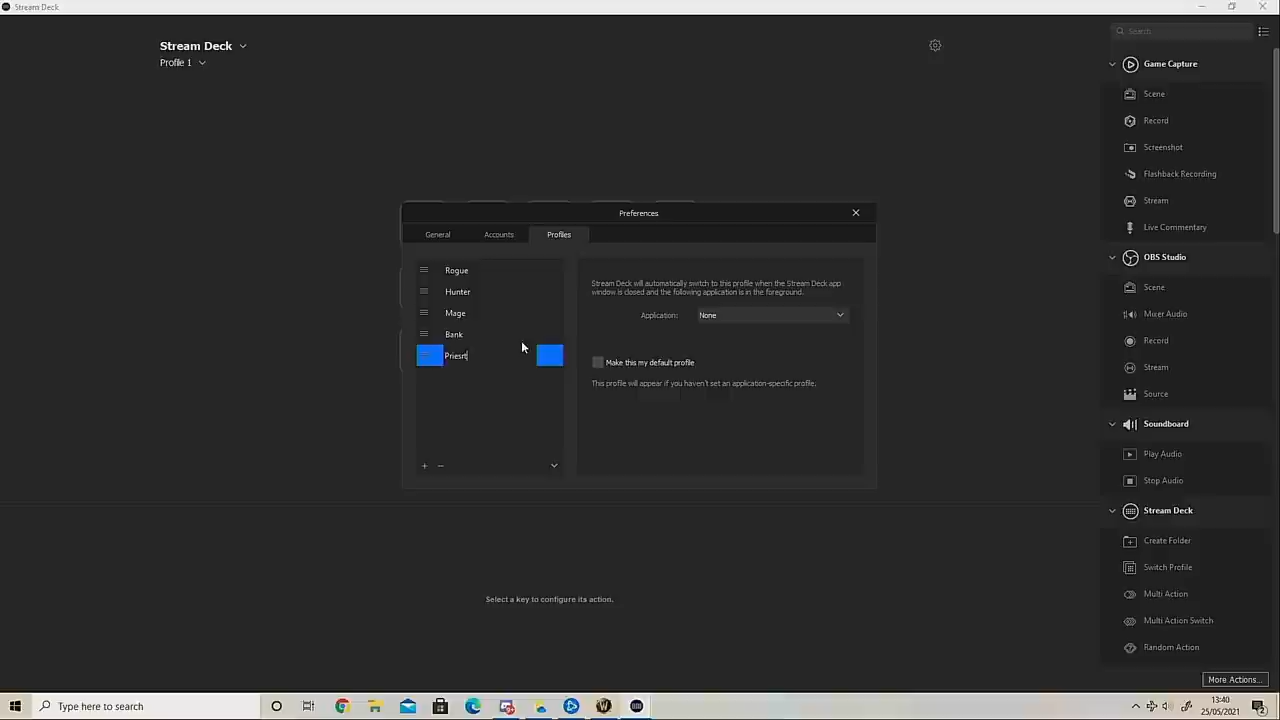 Stream Deck
Stream Deck
Profile 1
Search
Game Capture
Scene
Record
Screenshot
Flashback Recording
Stream
Live Commentary
OBS Studio
Scene
Mixer Audio
Record
Stream
Source
Soundboard
Play Audio
Stop Audio
Stream Deck
Create Folder
Switch Profile
Multi Action
Multi Action Switch
Random Action
More Actions...
Preferences
General
Accounts
Profiles
Rogue
Hunter
Mage
Bank
Priesrt
+ −
Stream Deck will automatically switch to this profile when the Stream Deck app
window is closed and the following application is in the foreground.
Application:
None
Make this my default profile
This profile will appear if you haven't set an application-specific profile.
Select a key to configure its action.
Type here to search
13:40
25/05/2021
2